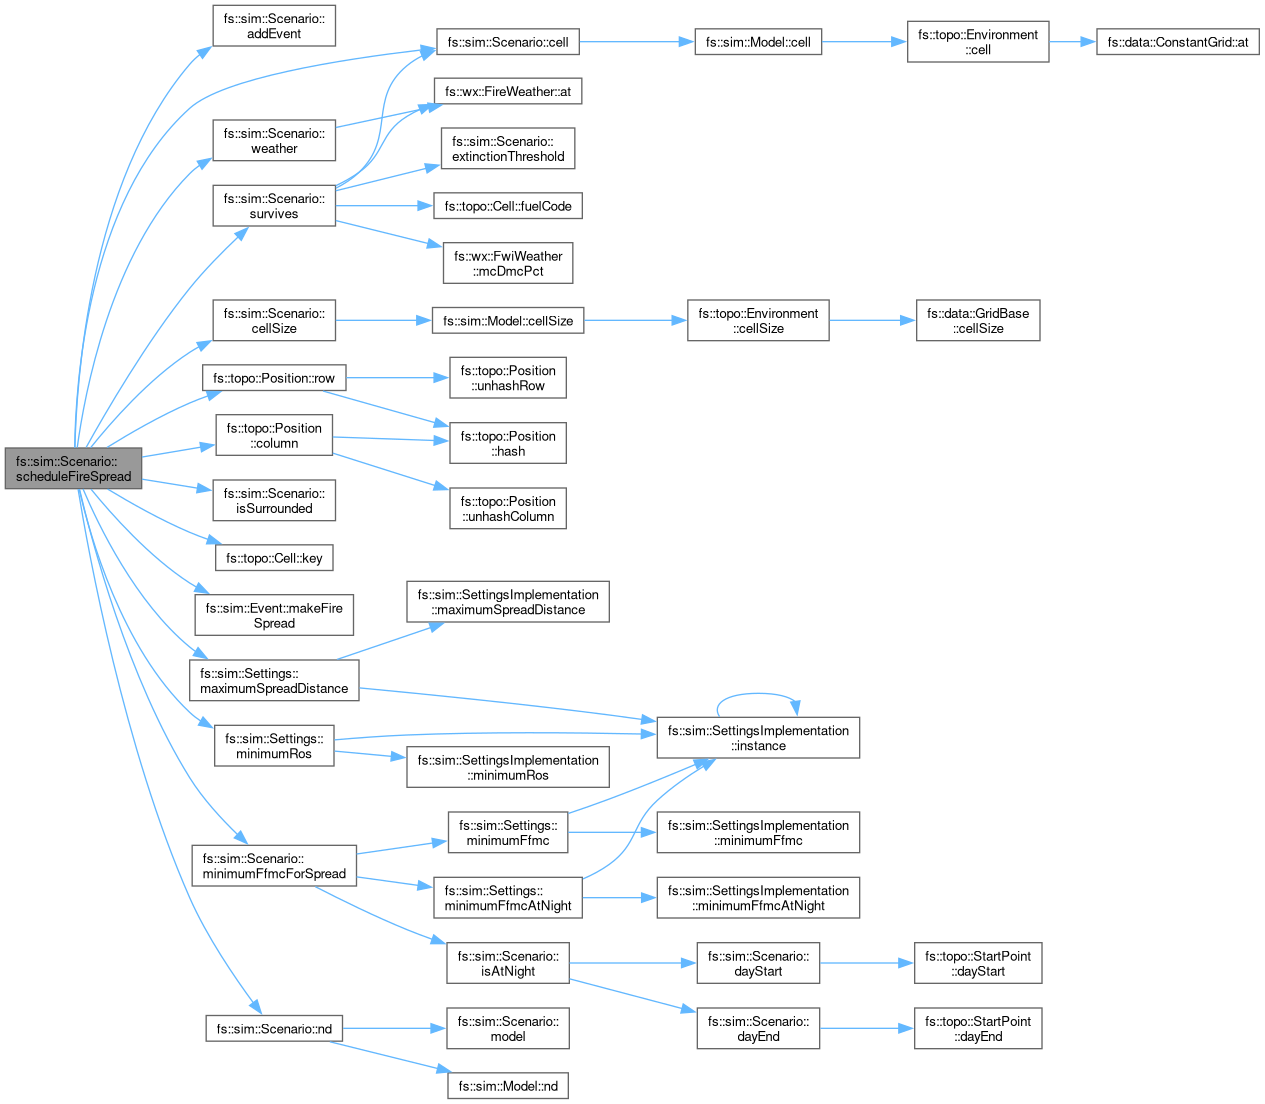 fs::sim::Scenario::
scheduleFireSpread
fs::sim::Scenario::
addEvent
fs::sim::Scenario::cell
fs::sim::Model::cell
fs::topo::Environment
::cell
fs::data::ConstantGrid::at
fs::wx::FireWeather::at
fs::sim::Scenario::
weather
fs::sim::Scenario::
extinctionThreshold
fs::sim::Scenario::
survives
fs::topo::Cell::fuelCode
fs::wx::FwiWeather
::mcDmcPct
fs::sim::Scenario::
cellSize
fs::sim::Model::cellSize
fs::topo::Environment
::cellSize
fs::data::GridBase
::cellSize
fs::topo::Position::row
fs::topo::Position
::unhashRow
fs::topo::Position
::column
fs::topo::Position
::hash
fs::sim::Scenario::
isSurrounded
fs::topo::Position
::unhashColumn
fs::topo::Cell::key
fs::sim::Event::makeFire
Spread
fs::sim::SettingsImplementation
::maximumSpreadDistance
fs::sim::Settings::
maximumSpreadDistance
fs::sim::SettingsImplementation
::instance
fs::sim::Settings::
minimumRos
fs::sim::SettingsImplementation
::minimumRos
fs::sim::Settings::
minimumFfmc
fs::sim::SettingsImplementation
::minimumFfmc
fs::sim::Scenario::
minimumFfmcForSpread
fs::sim::Settings::
minimumFfmcAtNight
fs::sim::SettingsImplementation
::minimumFfmcAtNight
fs::sim::Scenario::
isAtNight
fs::sim::Scenario::
dayStart
fs::topo::StartPoint
::dayStart
fs::sim::Scenario::nd
fs::sim::Scenario::
model
fs::sim::Scenario::
dayEnd
fs::topo::StartPoint
::dayEnd
fs::sim::Model::nd